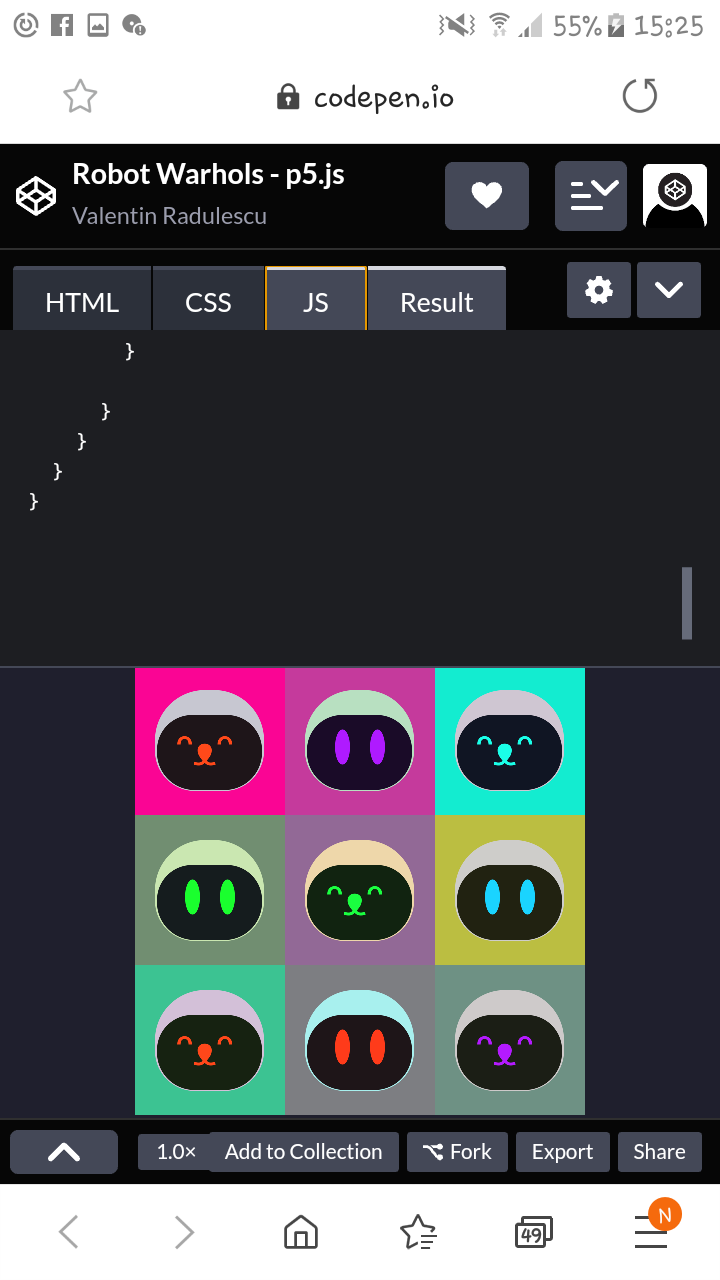 55% 15:25
codepen.io
Robot Warhols - p5.js
Valentin Radulescu
HTML CSS JS Result
}
}
}
}
}
1.0× Add to Collection Fork Export Share
49 N